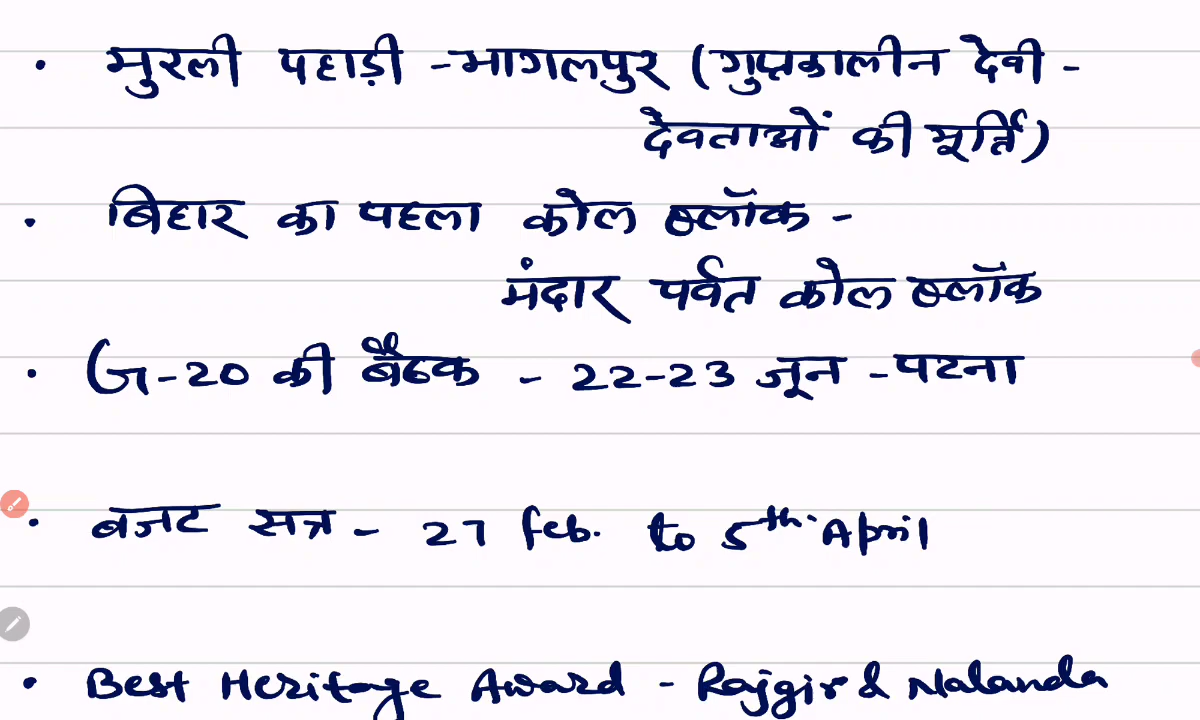 • मुरली पहाड़ी - भागलपुर (गुप्तकालीन देवी -
देवताओं की मूर्ति)
• बिहार का पहला कोल ब्लॉक -
मंदार पर्वत कोल ब्लॉक
• G-20 की बैठक - 22-23 जून - पटना
• बजट सत्र - 27 feb. to 5th. April
• Best Heritage Award - Rajgir & Nalanda